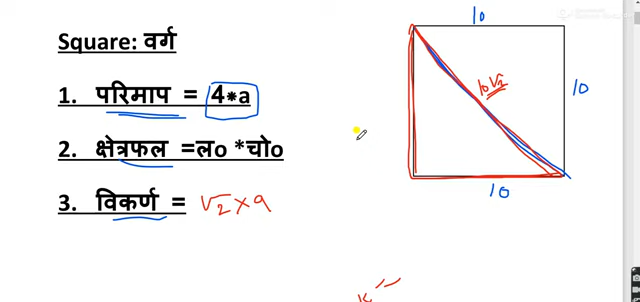 10
Square: वर्ग
10√2
10
1. परिमाप = 4*a
2. क्षेत्रफल =ल० *चो०
3. विकर्ण = √2 × a
10